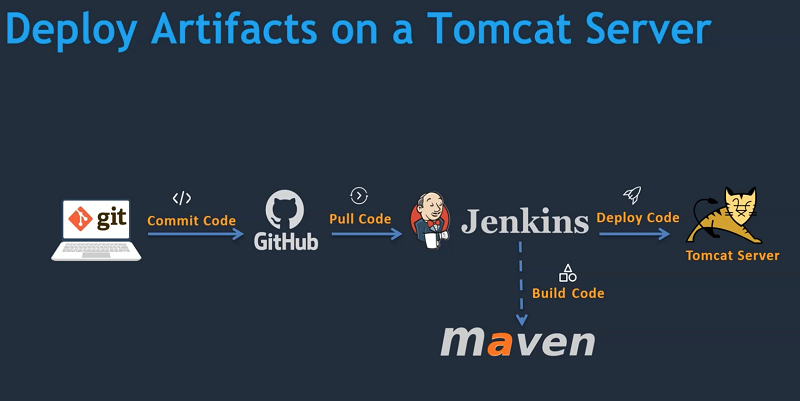 Deploy Artifacts on a Tomcat Server
git
Commit Code
GitHub
Pull Code
Jenkins
Deploy Code
Tomcat Server
Build Code
maven